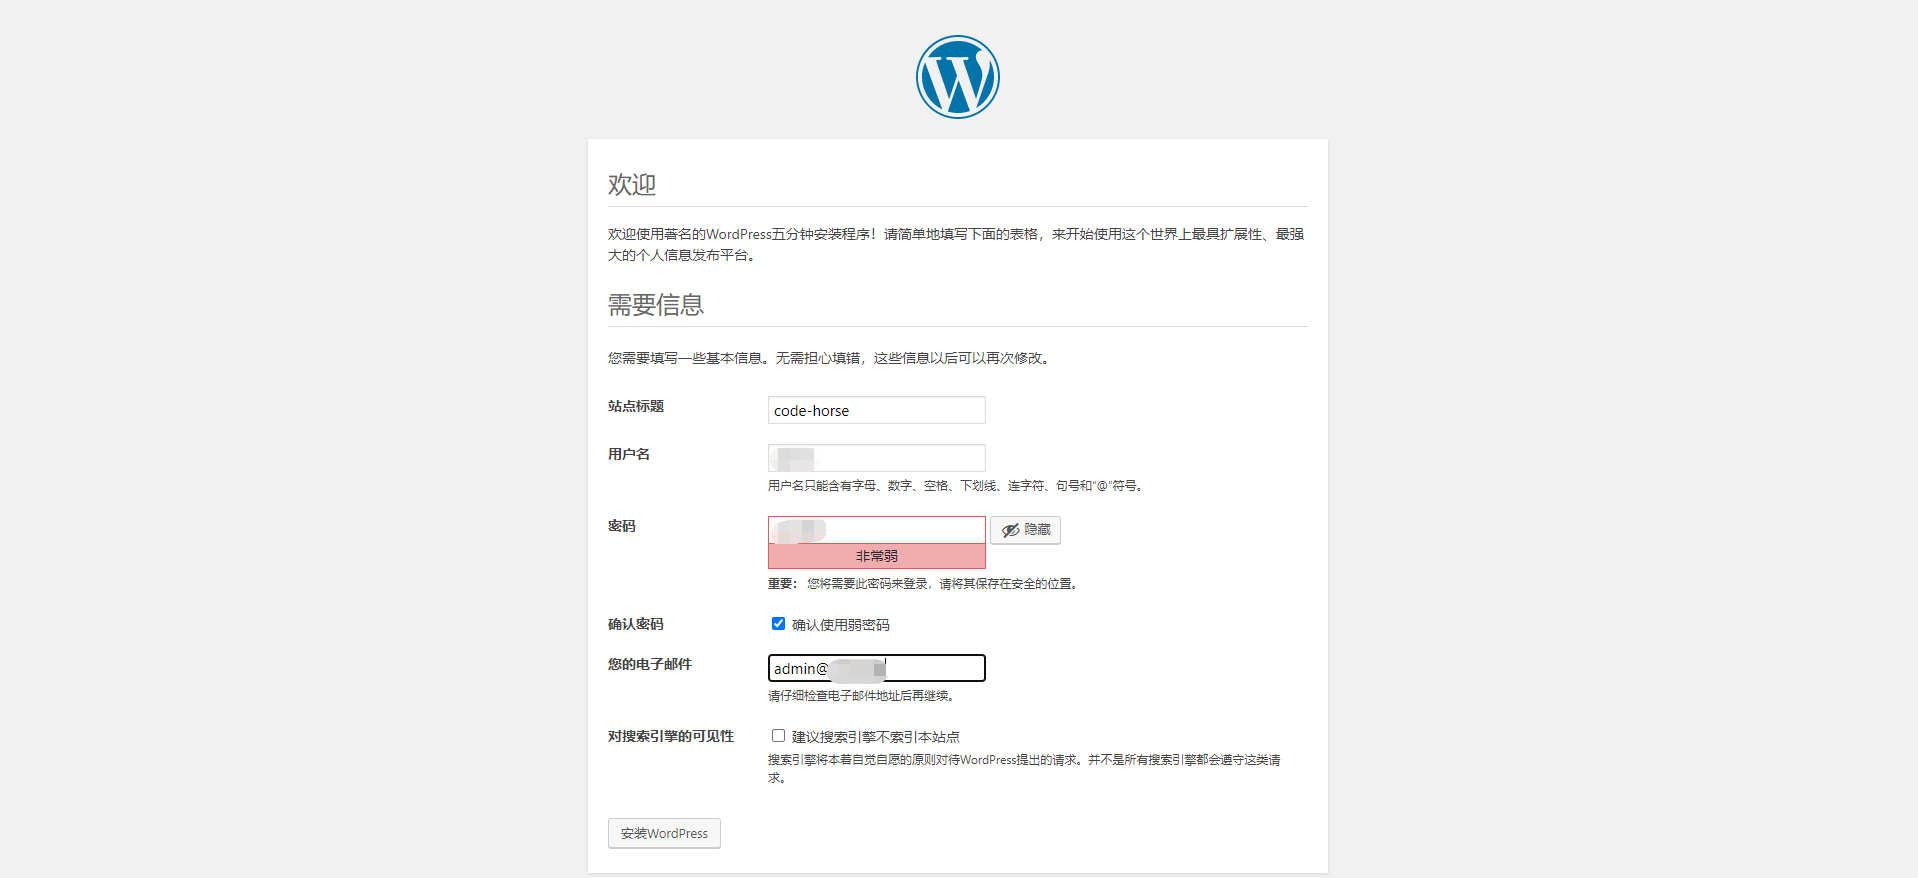 欢迎
欢迎使用著名的WordPress五分钟安装程序！请简单地填写下面的表格，来开始使用这个世界上最具扩展性、最强
大的个人信息发布平台。
需要信息
您需要填写一些基本信息。无需担心填错，这些信息以后可以再次修改。
站点标题
code-horse
用户名
用户名只能含有字母、数字、空格、下划线、连字符、句号和“@”符号。
密码
隐藏
非常弱
重要： 您将需要此密码来登录，请将其保存在安全的位置。
确认密码
确认使用弱密码
您的电子邮件
admin@
请仔细检查电子邮件地址后再继续。
对搜索引擎的可见性
建议搜索引擎不索引本站点
搜索引擎将本着自觉自愿的原则对待WordPress提出的请求。并不是所有搜索引擎都会遵守这类请
求。
安装WordPress